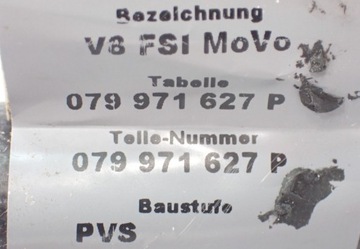 Bezeichnung
V8 FSI MoVo
Tabelle
079 971 627 P
Teile-Nummer
079 971 627 P
Baustufe
PVS